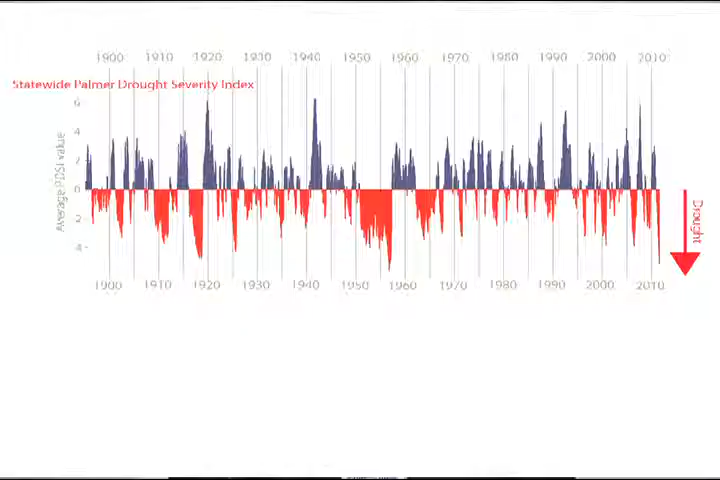 1900 1910 1920 1930 1940 1950 1960 1970 1980 1990 2000 2010
Statewide Palmer Drought Severity Index
Average PDSI value
6
4
2
0
2
4
Drought
1900 1910 1920 1930 1940 1950 1960 1970 1980 1990 2000 2010